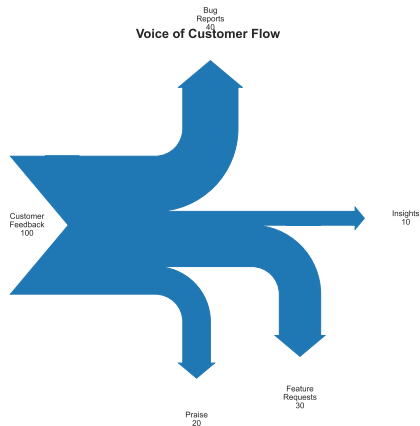 Bug
Reports
40
Voice of Customer Flow
Customer
Feedback
100
Insights
10
Feature
Requests
30
Praise
20